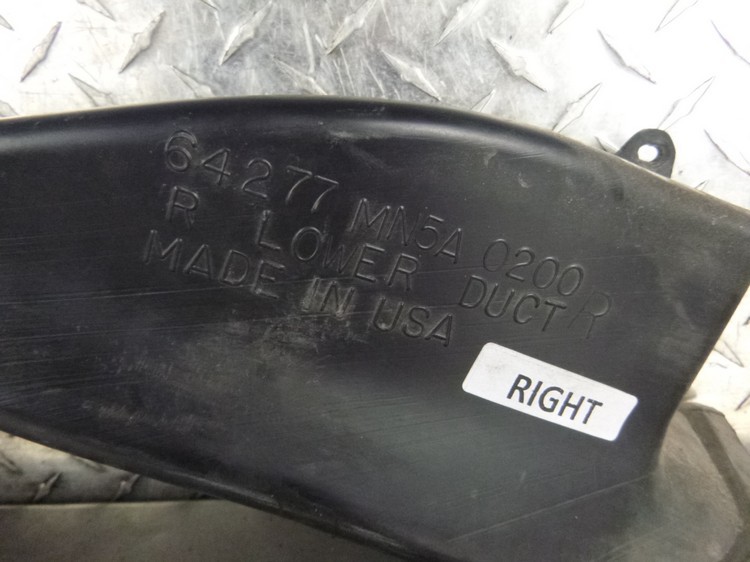 64277 MN5A 0200
R LOWER DUCT R
MADE IN USA
RIGHT